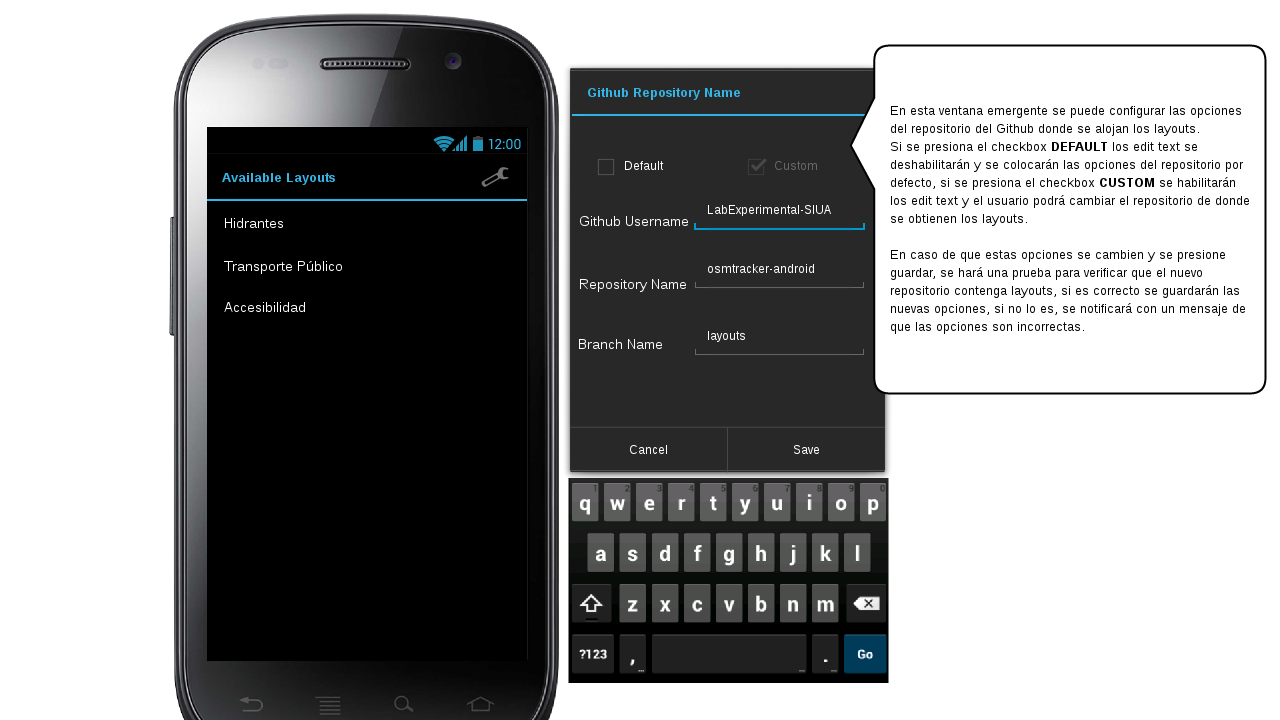 12:00
Available Layouts
Hidrantes
Transporte Público
Accesibilidad
Github Repository Name
Default
Custom
Github Username
LabExperimental-SIUA
Repository Name
osmtracker-android
Branch Name
layouts
Cancel
Save
En esta ventana emergente se puede configurar las opciones
del repositorio del Github donde se alojan los layouts.
Si se presiona el checkbox DEFAULT los edit text se
deshabilitarán y se colocarán las opciones del repositorio por
defecto, si se presiona el checkbox CUSTOM se habilitarán
los edit text y el usuario podrá cambiar el repositorio de donde
se obtienen los layouts.
En caso de que estas opciones se cambien y se presione
guardar, se hará una prueba para verificar que el nuevo
repositorio contenga layouts, si es correcto se guardarán las
nuevas opciones, si no lo es, se notificará con un mensaje de
que las opciones son incorrectas.
1 2 3 4 5 6 7 8 9 0
q w e r t y u i o p
a s d f g h j k l
z x c v b n m
?123 , ... . ... Go